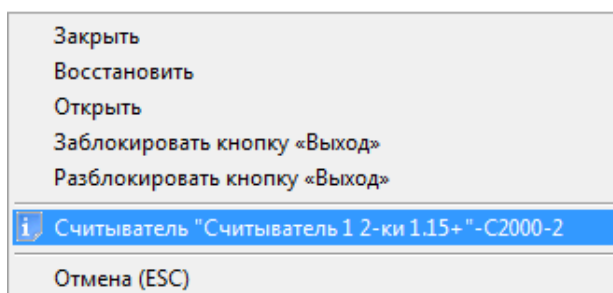 Закрыть
Восстановить
Открыть
Заблокировать кнопку «Выход»
Разблокировать кнопку «Выход»
Считыватель "Считыватель 1 2-ки 1.15+"-С2000-2
Отмена (ESC)